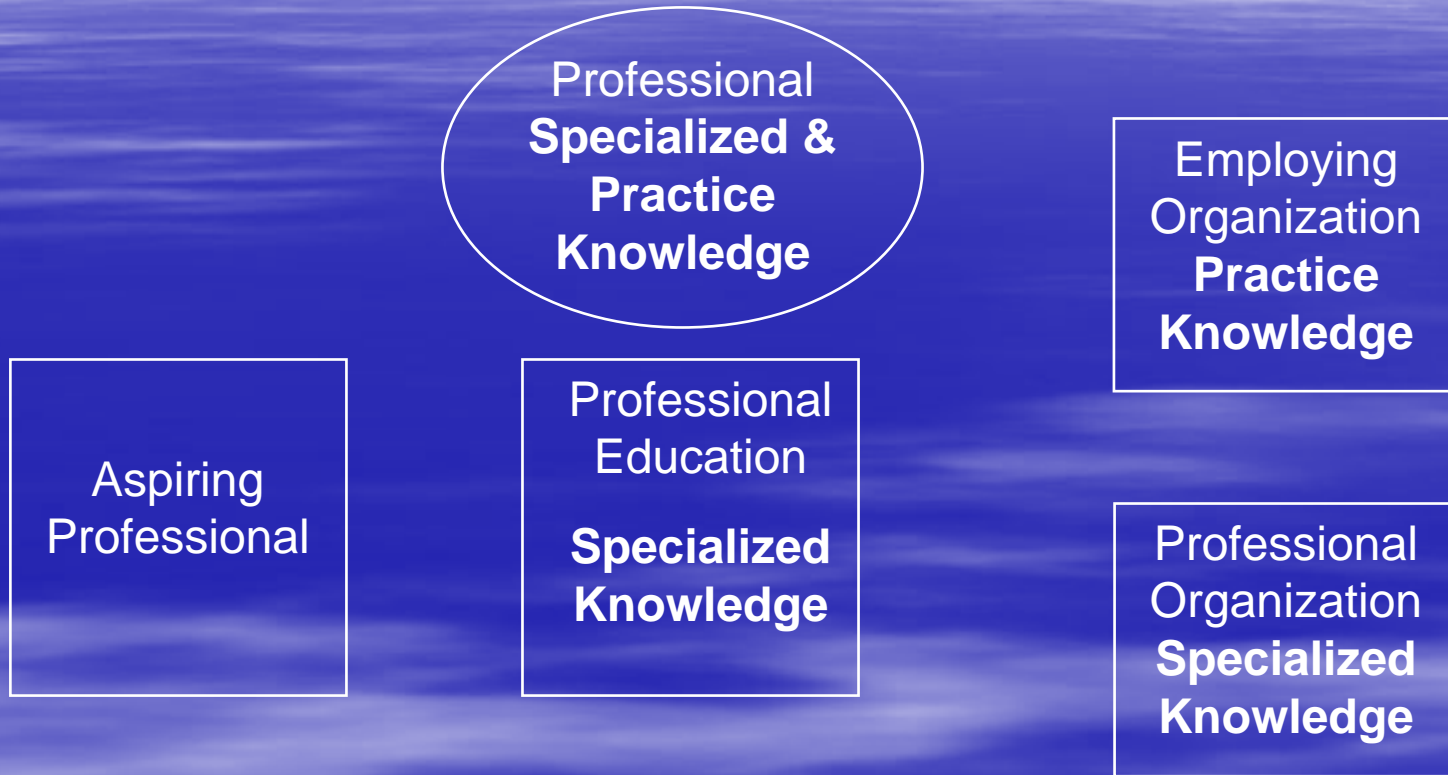 Professional
Specialized &
Practice
Knowledge
Employing
Organization
Practice
Knowledge
Aspiring
Professional
Professional
Education
Specialized
Knowledge
Professional
Organization
Specialized
Knowledge